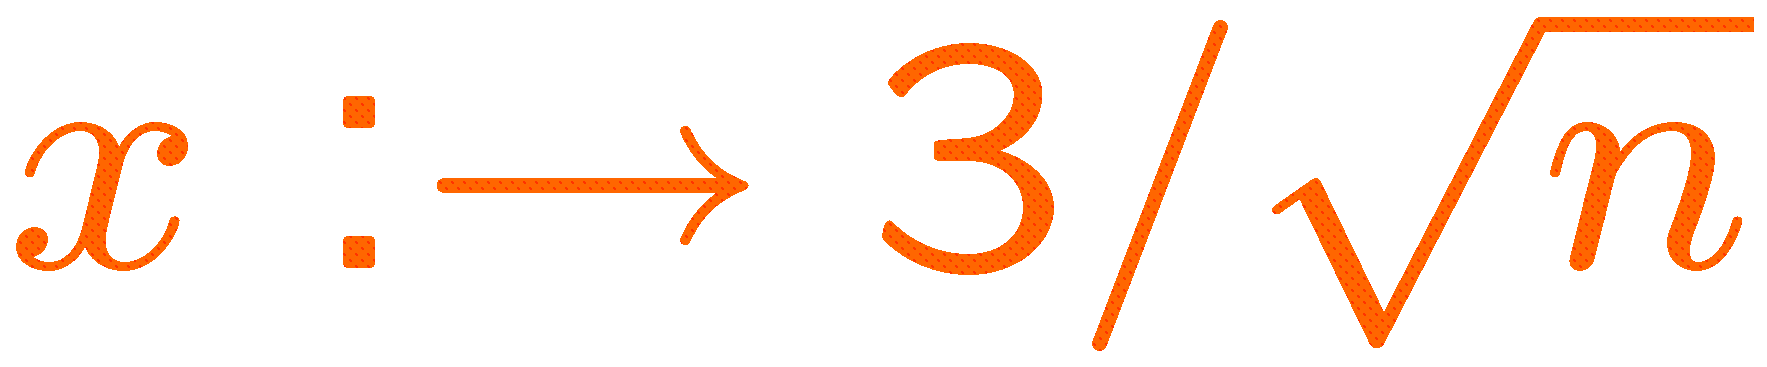 x :→ 3/√n